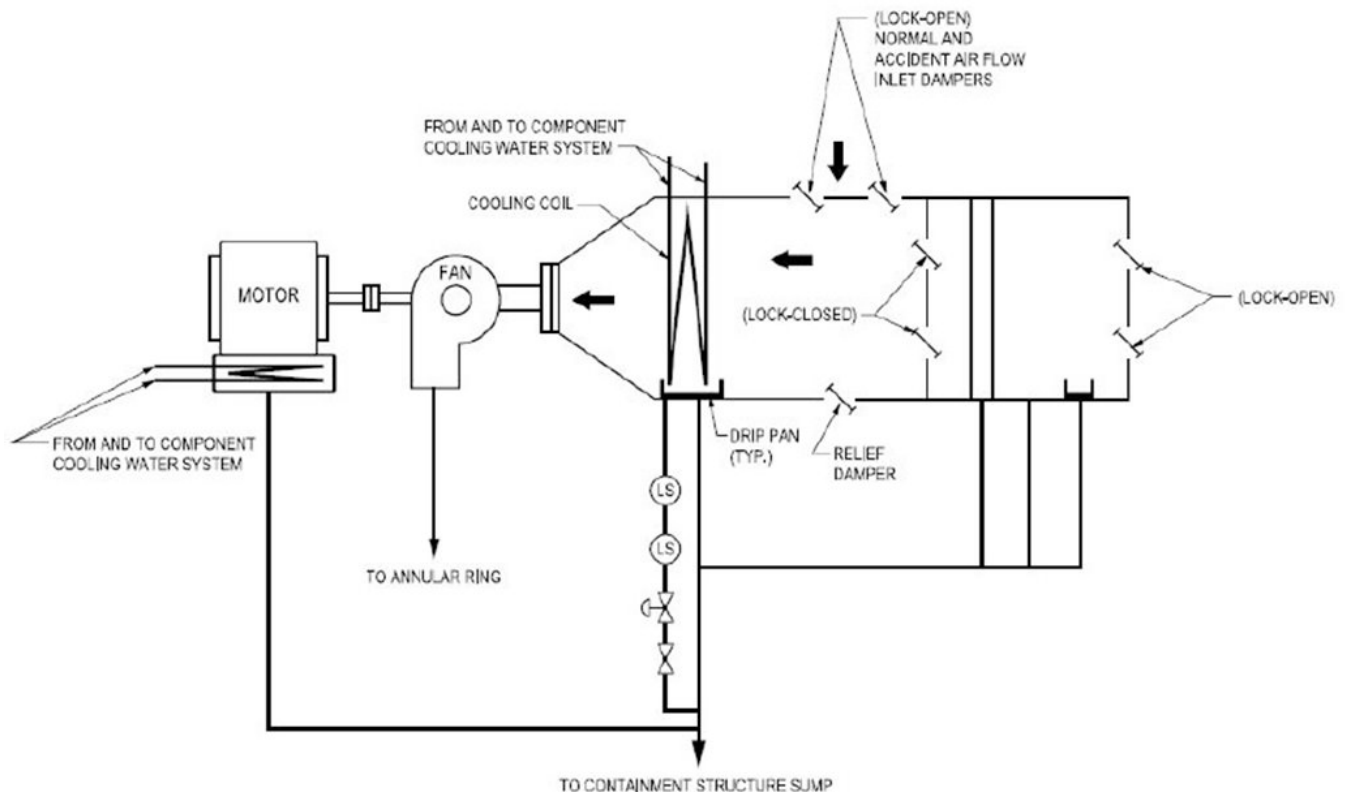 (LOCK-OPEN)
NORMAL AND
ACCIDENT AIR FLOW
INLET DAMPERS
FROM AND TO COMPONENT
COOLING WATER SYSTEM
COOLING COIL
FAN
MOTOR
(LOCK-CLOSED)
(LOCK-OPEN)
FROM AND TO COMPONENT
COOLING WATER SYSTEM
DRIP PAN
(TYP.)
RELIEF
DAMPER
LS
LS
TO ANNULAR RING
TO CONTAINMENT STRUCTURE SUMP